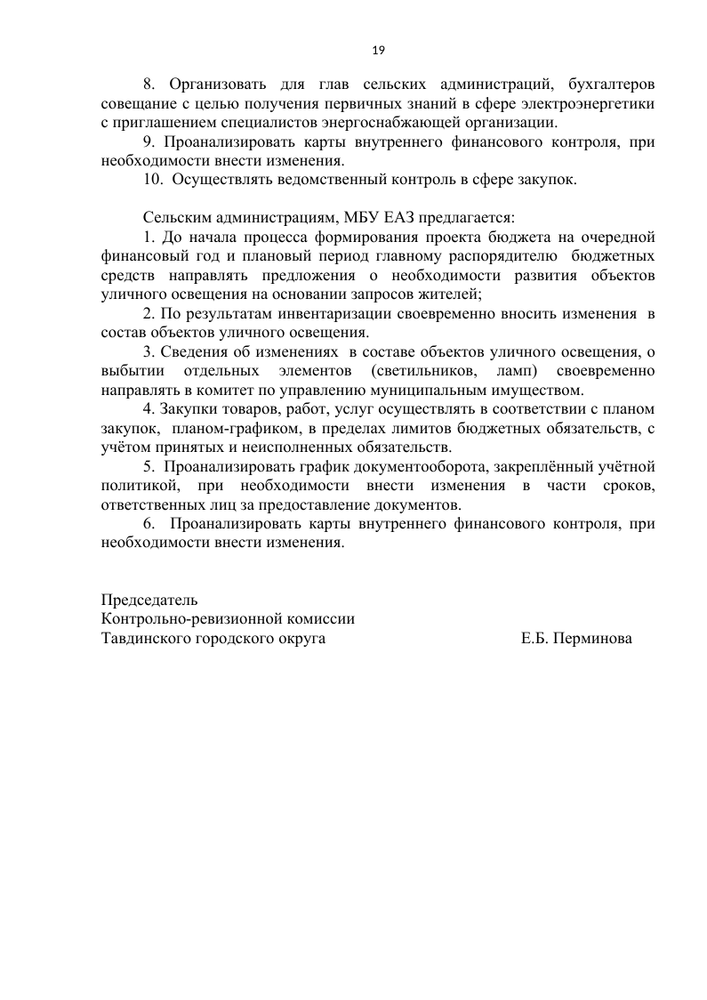 19
8. Организовать для глав сельских администраций, бухгалтеров
совещание с целью получения первичных знаний в сфере электроэнергетики
с приглашением специалистов энергоснабжающей организации.
9. Проанализировать карты внутреннего финансового контроля, при
необходимости внести изменения.
10. Осуществлять ведомственный контроль в сфере закупок.
Сельским администрациям, МБУ ЕАЗ предлагается:
1. До начала процесса формирования проекта бюджета на очередной
финансовый год и плановый период главному распорядителю бюджетных
средств направлять предложения о необходимости развития объектов
уличного освещения на основании запросов жителей;
2. По результатам инвентаризации своевременно вносить изменения в
состав объектов уличного освещения.
3. Сведения об изменениях в составе объектов уличного освещения, о
выбытии отдельных элементов (светильников, ламп) своевременно
направлять в комитет по управлению муниципальным имуществом.
4. Закупки товаров, работ, услуг осуществлять в соответствии с планом
закупок, планом-графиком, в пределах лимитов бюджетных обязательств, с
учётом принятых и неисполненных обязательств.
5. Проанализировать график документооборота, закреплённый учётной
политикой, при необходимости внести изменения в части сроков,
ответственных лиц за предоставление документов.
6. Проанализировать карты внутреннего финансового контроля, при
необходимости внести изменения.
Председатель
Контрольно-ревизионной комиссии
Тавдинского городского округа Е.Б. Перминова